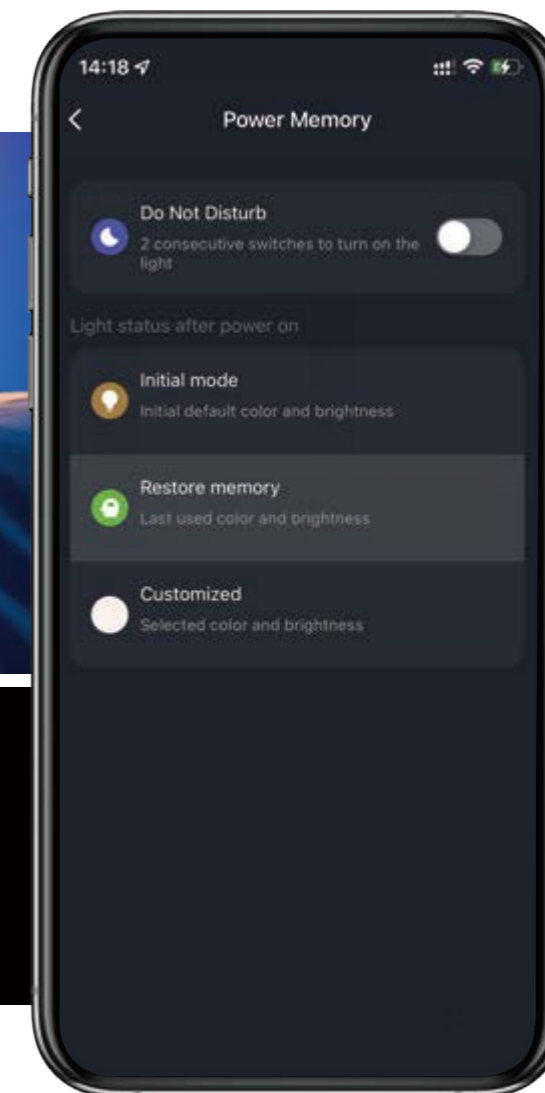 14:18
Power Memory
Do Not Disturb
2 consecutive switches to turn on the
light
Light status after power on
Initial mode
Initial default color and brightness
Restore memory
Last used color and brightness
Customized
Selected color and brightness